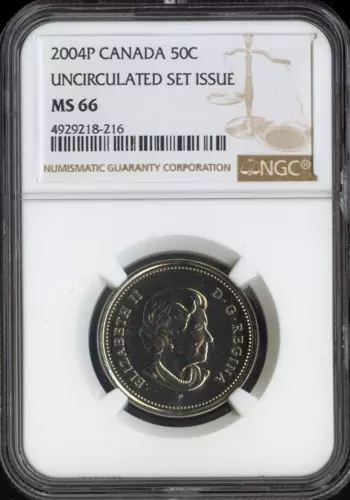 2004P CANADA 50C
UNCIRCULATED SET ISSUE
MS 66
4929218-216
NUMISMATIC GUARANTY CORPORATION
NGC®
ELIZABETH II D·G·REGINA
P